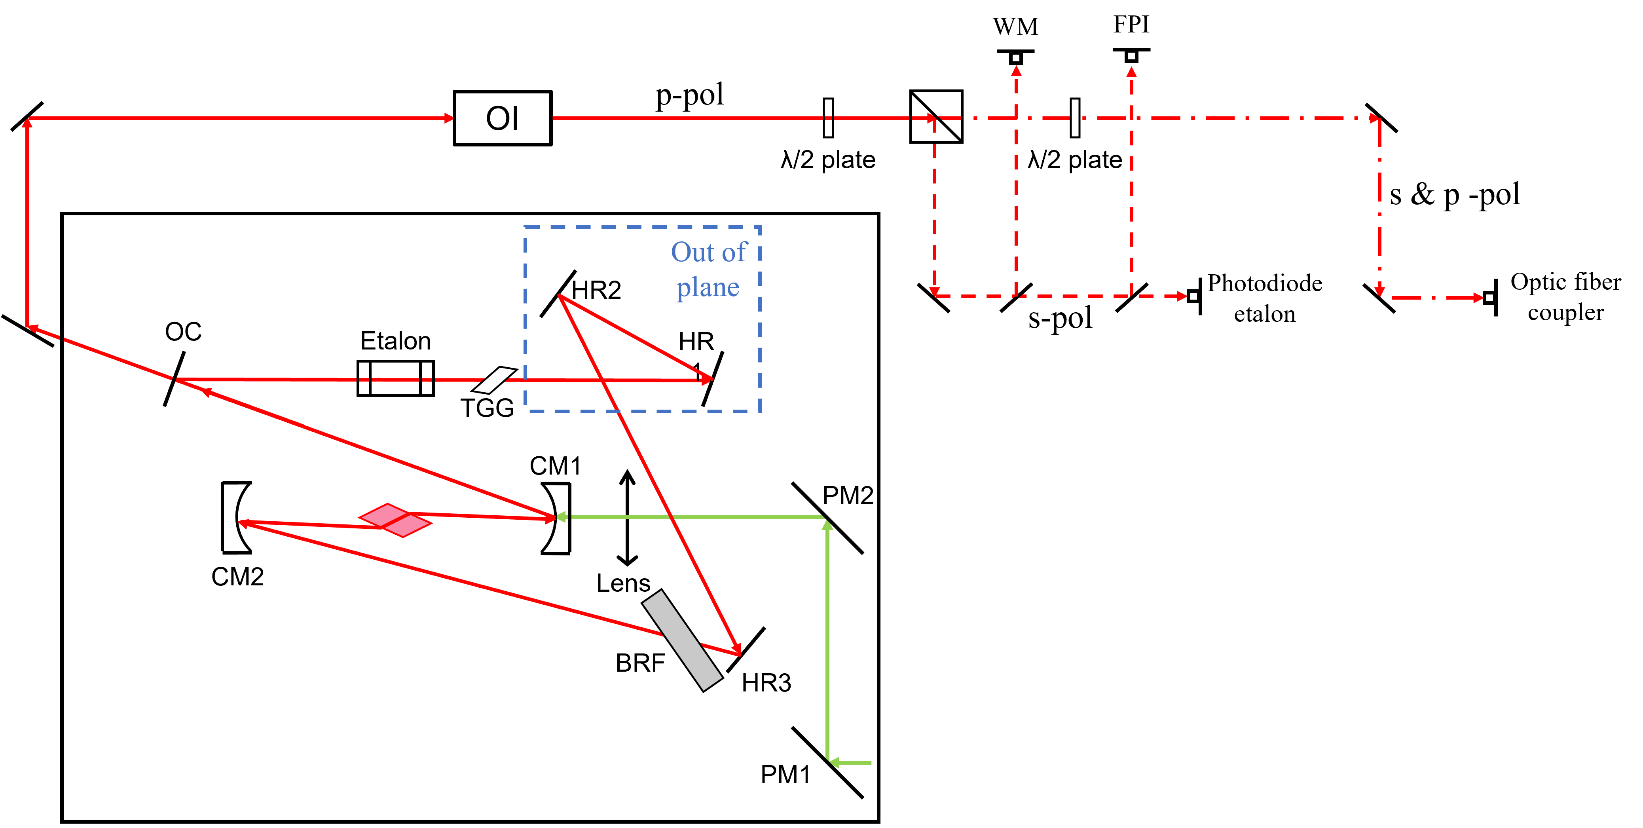 WM
FPI
OI
p-pol
λ/2 plate
λ/2 plate
s & p -pol
Out of
plane
HR2
HR
OC
Etalon
TGG
s-pol
Photodiode
etalon
Optic fiber
coupler
CM1
PM2
CM2
Lens
BRF
HR3
PM1